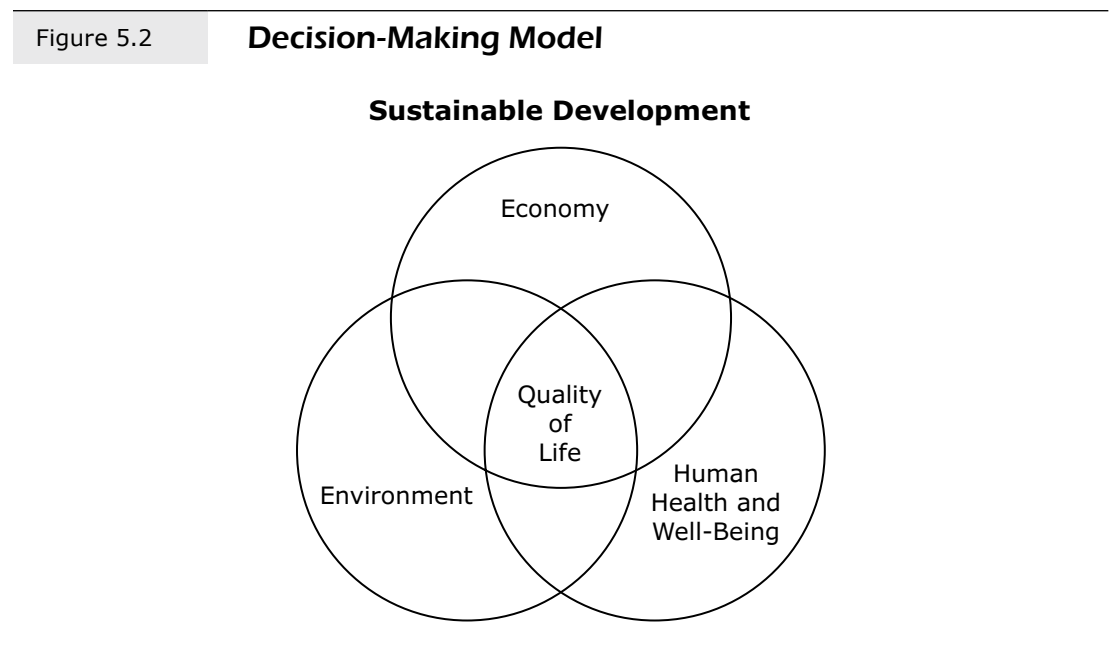 Figure 5.2
Decision-Making Model
Sustainable Development
Economy
Quality
of
Life
Environment
Human
Health and
Well-Being